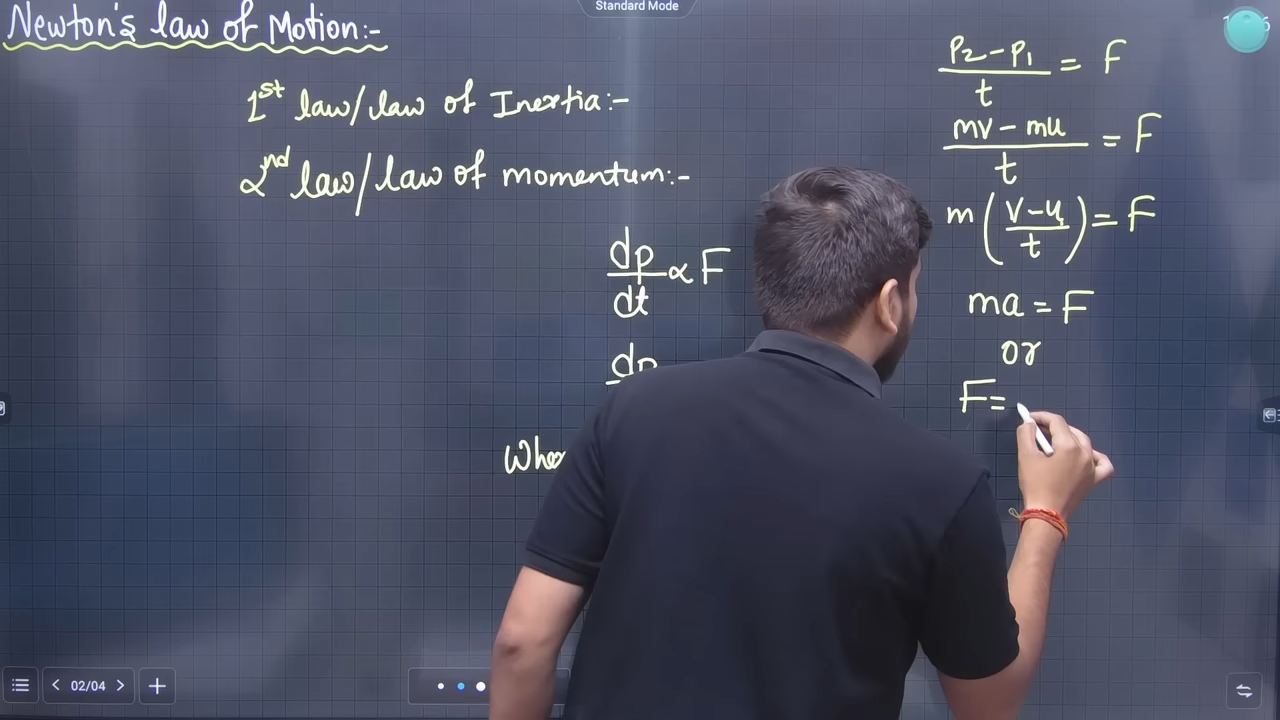 Standard Mode
Newton's law of Motion:-
1st law/law of Inertia:-
2nd law/law of momentum:-
dp/dt ∝ F
dp
P2-P1/t = F
mv-mu/t = F
m(v-u/t) = F
ma = F
or
F=
02/04